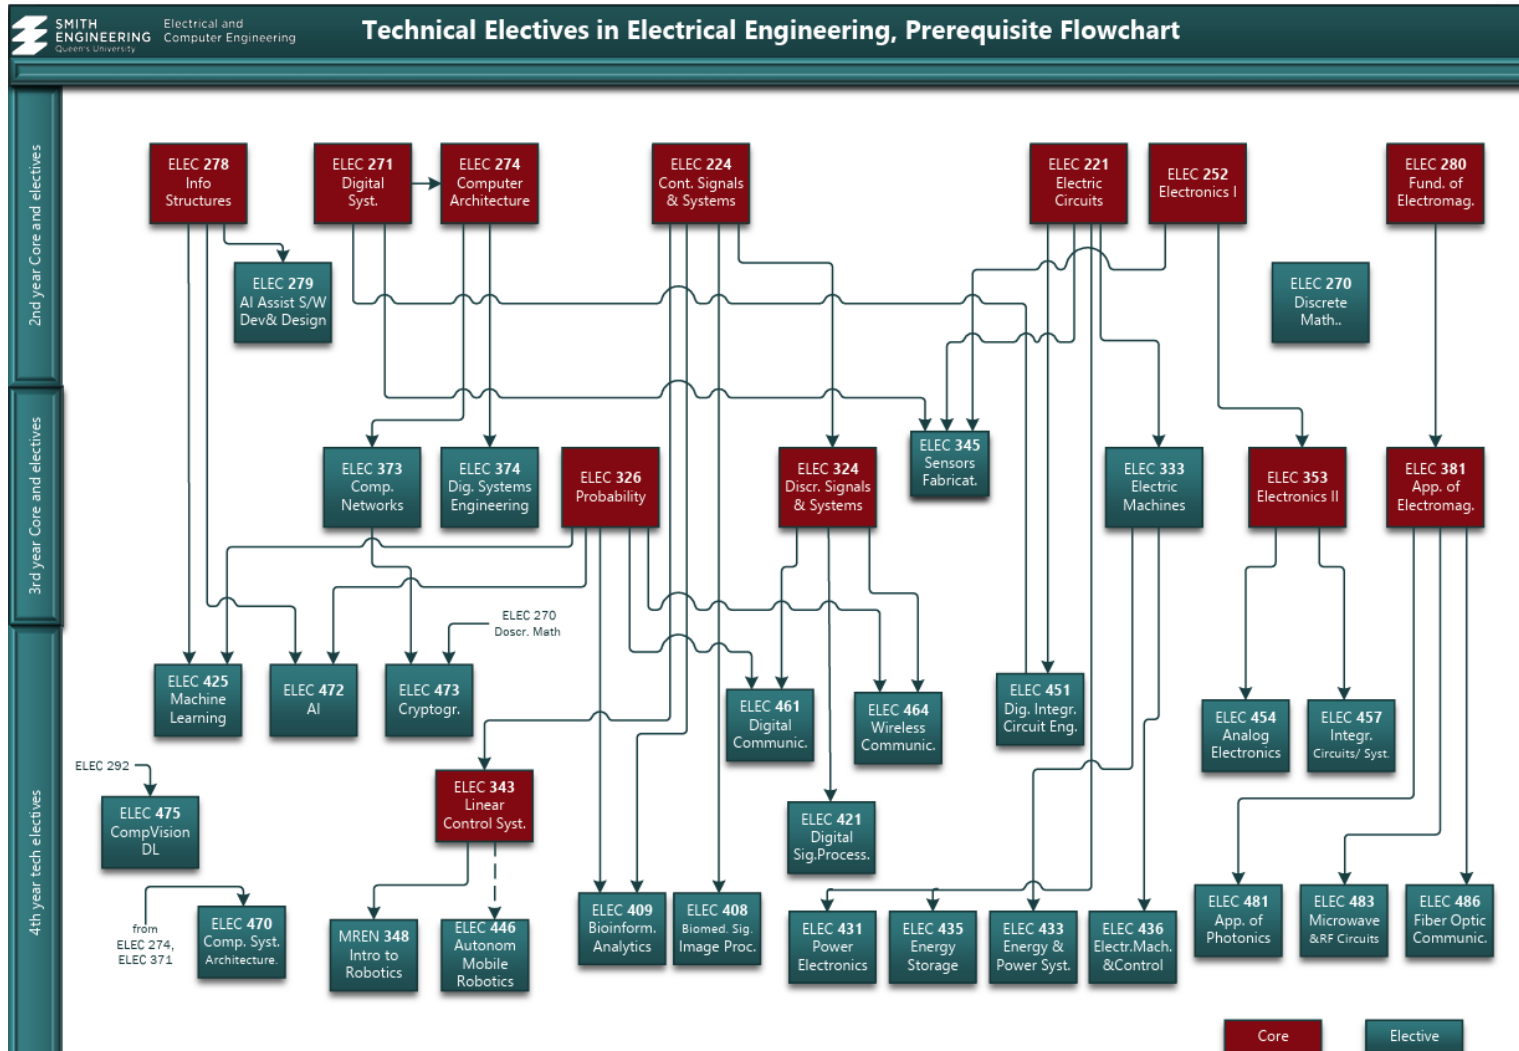 SMITH
ENGINEERING
Queen's University
Electrical and
Computer Engineering
Technical Electives in Electrical Engineering, Prerequisite Flowchart
2nd year Core and electives
3rd year Core and electives
4th year tech electives
ELEC 278
Info
Structures
ELEC 271
Digital
Syst.
ELEC 274
Computer
Architecture
ELEC 224
Cont. Signals
& Systems
ELEC 221
Electric
Circuits
ELEC 252
Electronics I
ELEC 280
Fund. of
Electromag.
ELEC 279
AI Assist S/W
Dev& Design
ELEC 270
Discrete
Math..
ELEC 373
Comp.
Networks
ELEC 374
Dig. Systems
Engineering
ELEC 326
Probability
ELEC 324
Discr. Signals
& Systems
ELEC 345
Sensors
Fabricat.
ELEC 333
Electric
Machines
ELEC 353
Electronics II
ELEC 381
App. of
Electromag.
ELEC 270
Doscr. Math
ELEC 425
Machine
Learning
ELEC 472
AI
ELEC 473
Cryptogr.
ELEC 461
Digital
Communic.
ELEC 464
Wireless
Communic.
ELEC 451
Dig. Integr.
Circuit Eng.
ELEC 454
Analog
Electronics
ELEC 457
Integr.
Circuits/ Syst.
ELEC 292
ELEC 475
CompVision
DL
ELEC 343
Linear
Control Syst.
ELEC 421
Digital
Sig.Process.
from
ELEC 274,
ELEC 371
ELEC 470
Comp. Syst.
Architecture.
MREN 348
Intro to
Robotics
ELEC 446
Autonom
Mobile
Robotics
ELEC 409
Bioinform.
Analytics
ELEC 408
Biomed. Sig.
Image Proc.
ELEC 431
Power
Electronics
ELEC 435
Energy
Storage
ELEC 433
Energy &
Power Syst.
ELEC 436
Electr.Mach.
&Control
ELEC 481
App. of
Photonics
ELEC 483
Microwave
&RF Circuits
ELEC 486
Fiber Optic
Communic.
Core
Elective